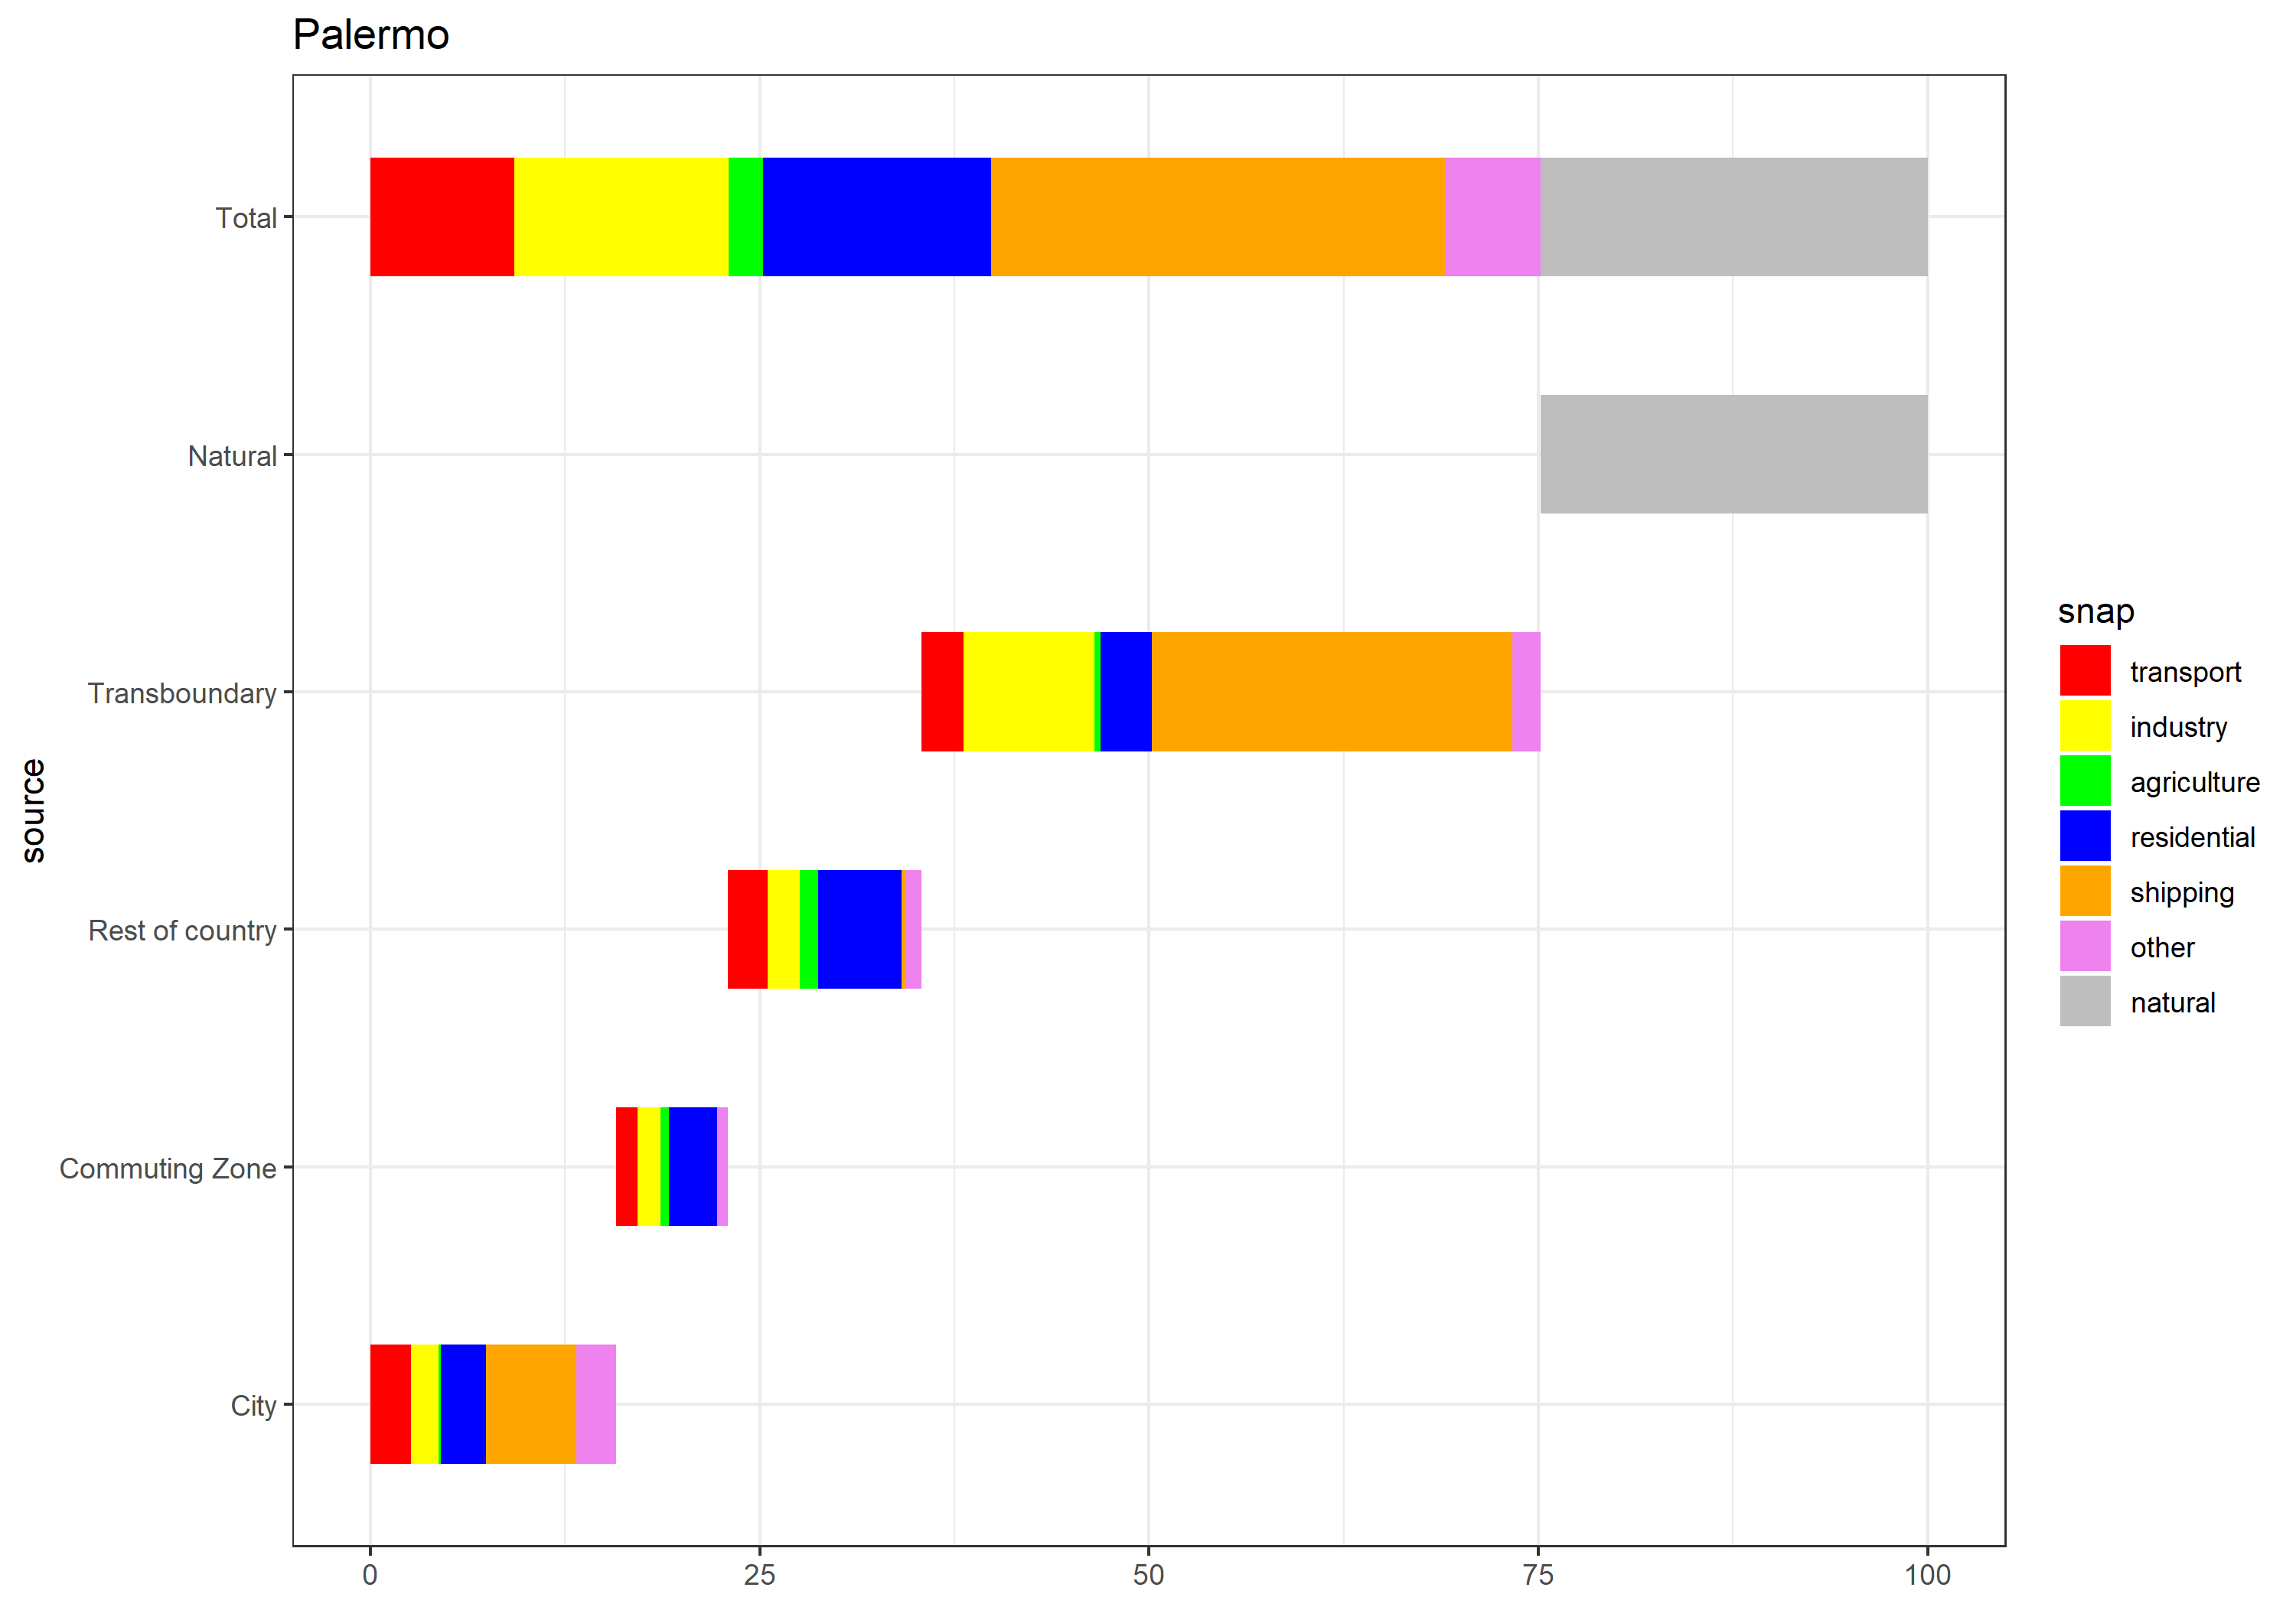 Palermo
source
Total
Natural
Transboundary
Rest of country
Commuting Zone
City
0 25 50 75 100
snap
transport
industry
agriculture
residential
shipping
other
natural